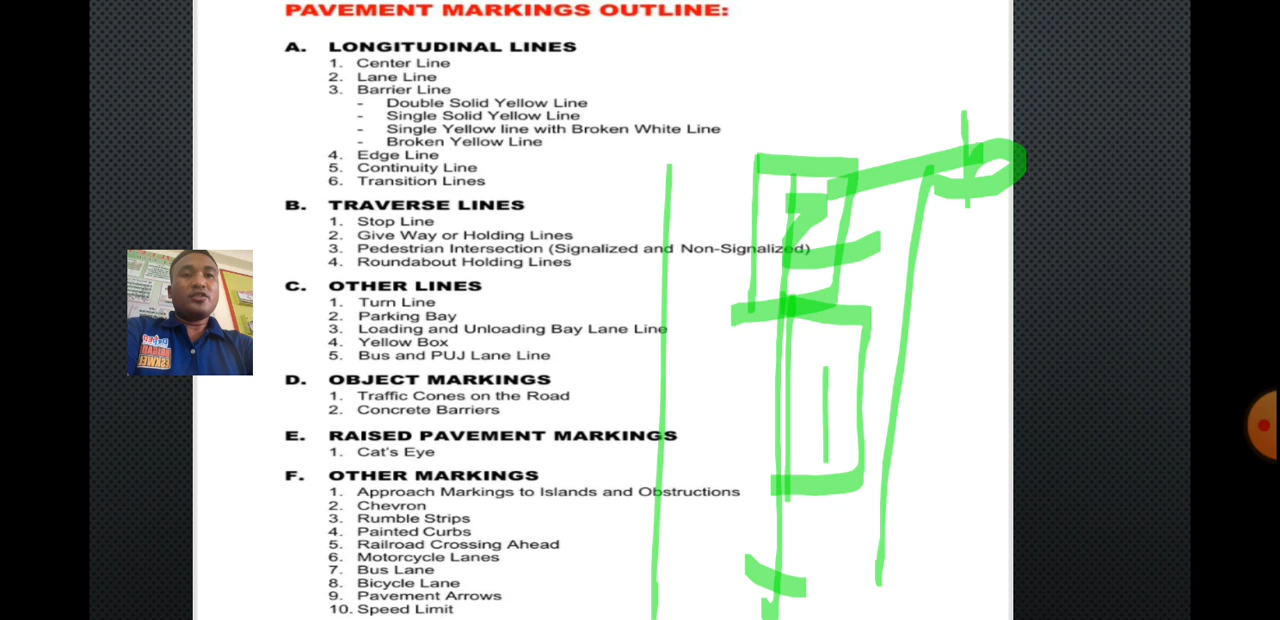 PAVEMENT MARKINGS OUTLINE:
A. LONGITUDINAL LINES
1. Center Line
2. Lane Line
3. Barrier Line
- Double Solid Yellow Line
- Single Solid Yellow Line
- Single Yellow line with Broken White Line
- Broken Yellow Line
4. Edge Line
5. Continuity Line
6. Transition Lines
B. TRAVERSE LINES
1. Stop Line
2. Give Way or Holding Lines
3. Pedestrian Intersection (Signalized and Non-Signalized)
4. Roundabout Holding Lines
C. OTHER LINES
1. Turn Line
2. Parking Bay
3. Loading and Unloading Bay Lane Line
4. Yellow Box
5. Bus and PUJ Lane Line
D. OBJECT MARKINGS
1. Traffic Cones on the Road
2. Concrete Barriers
E. RAISED PAVEMENT MARKINGS
1. Cat's Eye
F. OTHER MARKINGS
1. Approach Markings to Islands and Obstructions
2. Chevron
3. Rumble Strips
4. Painted Curbs
5. Railroad Crossing Ahead
6. Motorcycle Lanes
7. Bus Lane
8. Bicycle Lane
9. Pavement Arrows
10. Speed Limit